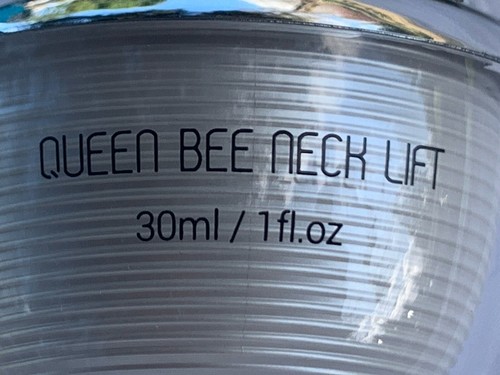 QUEEN BEE NECK LIFT
30ml / 1fl.oz